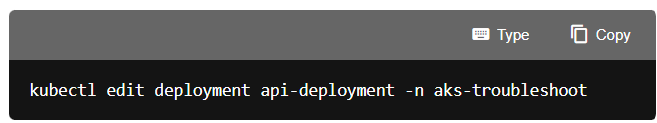 Type Copy
kubectl edit deployment api-deployment -n aks-troubleshoot